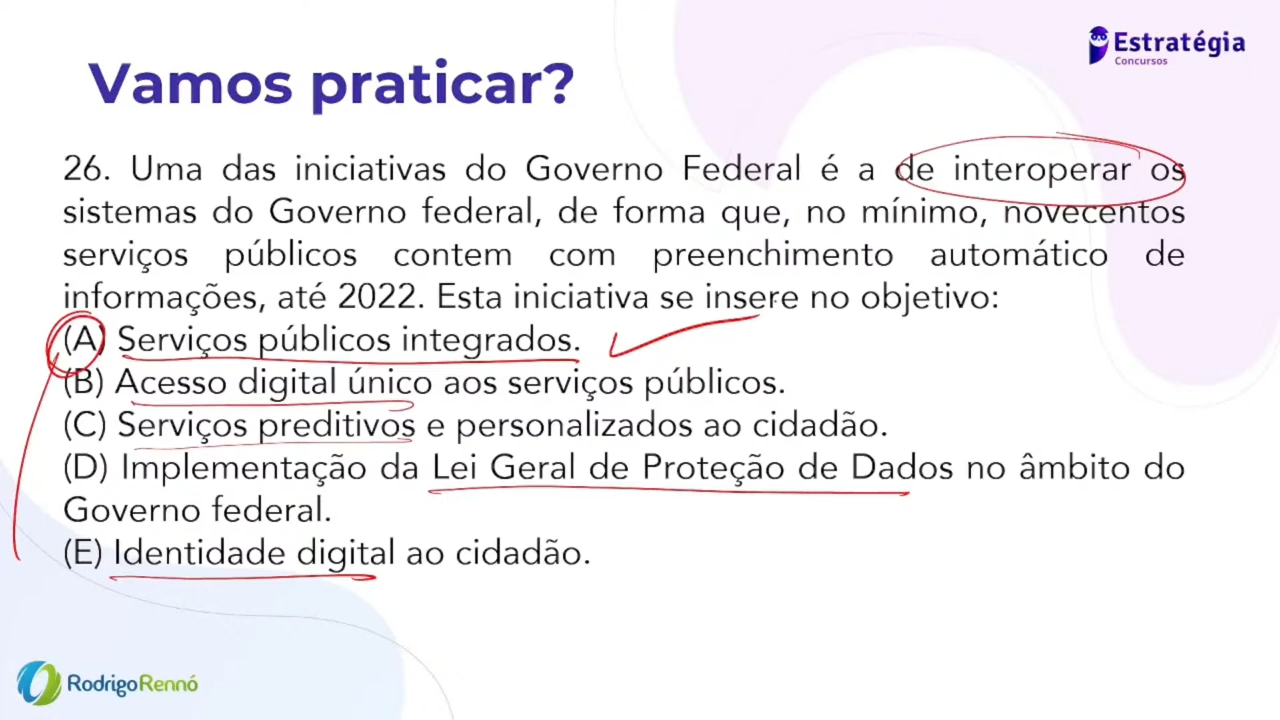 Estratégia
Concursos
Vamos praticar?
26. Uma das iniciativas do Governo Federal é a de interoperar os
sistemas do Governo federal, de forma que, no mínimo, novecentos
serviços públicos contem com preenchimento automático de
informações, até 2022. Esta iniciativa se insere no objetivo:
(A) Serviços públicos integrados.
(B) Acesso digital único aos serviços públicos.
(C) Serviços preditivos e personalizados ao cidadão.
(D) Implementação da Lei Geral de Proteção de Dados no âmbito do
Governo federal.
(E) Identidade digital ao cidadão.
RodrigoRennó